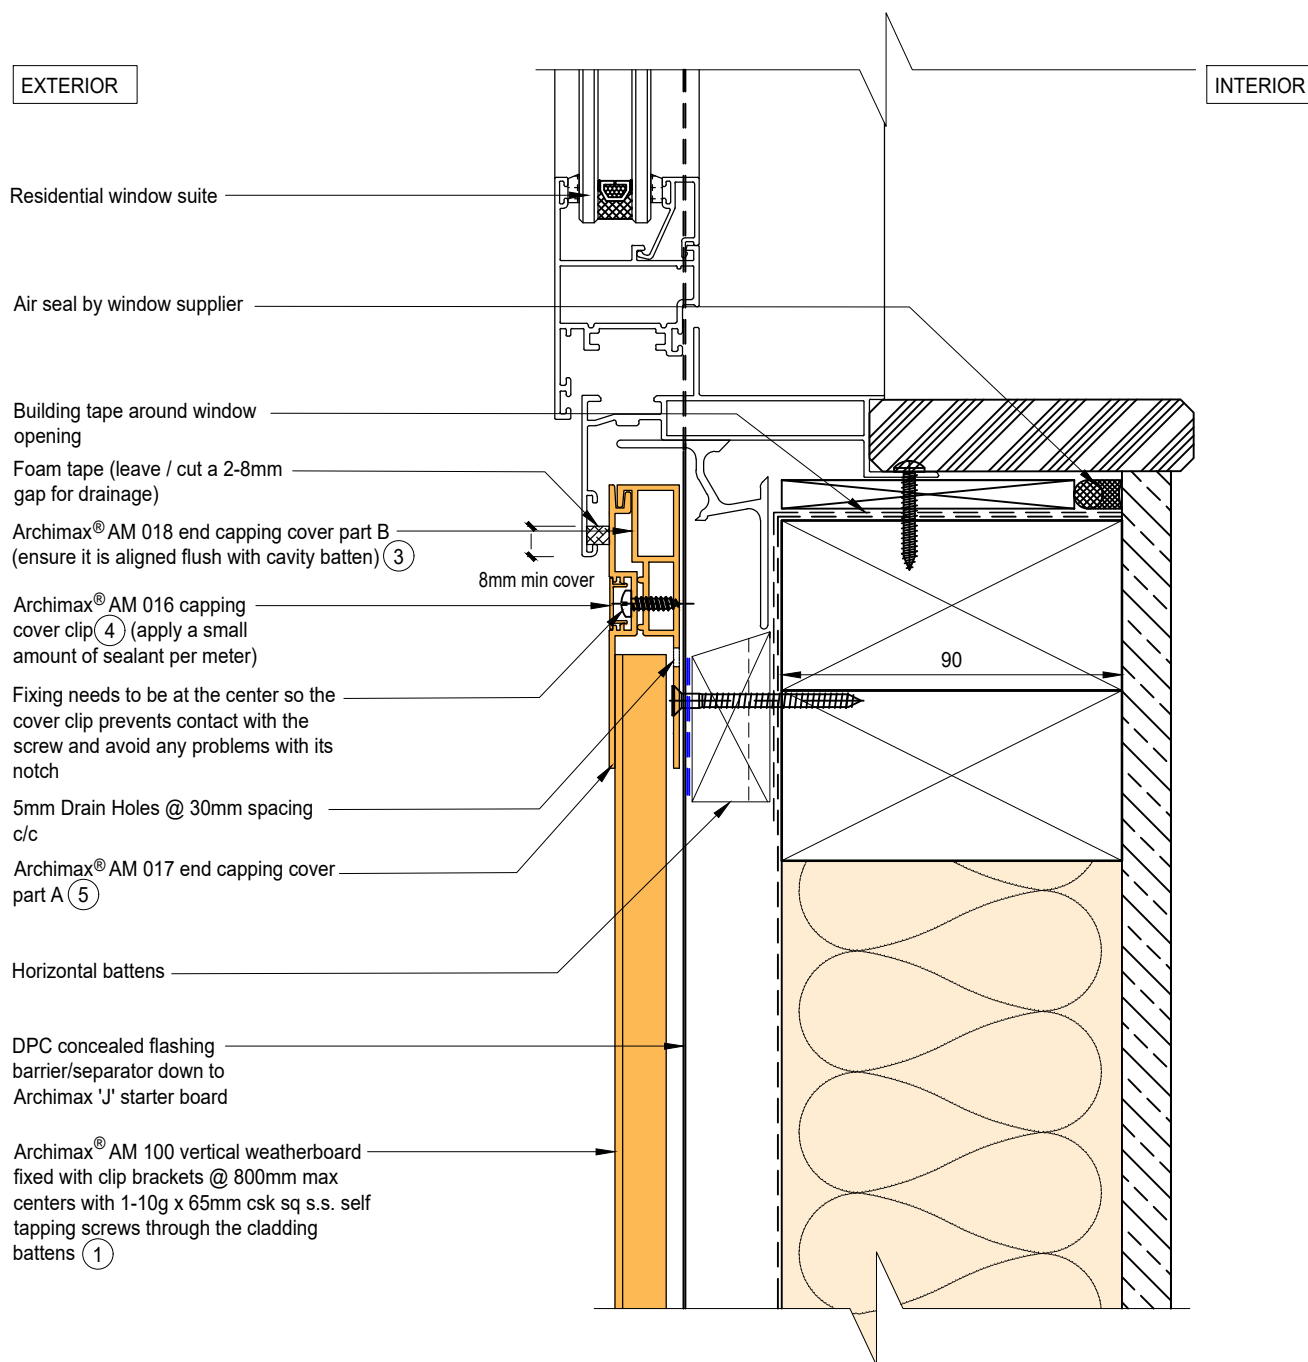 EXTERIOR
INTERIOR
Residential window suite
Air seal by window supplier
Building tape around window
opening
Foam tape (leave / cut a 2-8mm
gap for drainage)
Archimax® AM 018 end capping cover part B
(ensure it is aligned flush with cavity batten) 3
8mm min cover
Archimax® AM 016 capping
cover clip 4 (apply a small
amount of sealant per meter)
90
Fixing needs to be at the center so the
cover clip prevents contact with the
screw and avoid any problems with its
notch
5mm Drain Holes @ 30mm spacing
c/c
Archimax® AM 017 end capping cover
part A 5
Horizontal battens
DPC concealed flashing
barrier/separator down to
Archimax 'J' starter board
Archimax® AM 100 vertical weatherboard
fixed with clip brackets @ 800mm max
centers with 1-10g x 65mm csk sq s.s. self
tapping screws through the cladding
battens 1